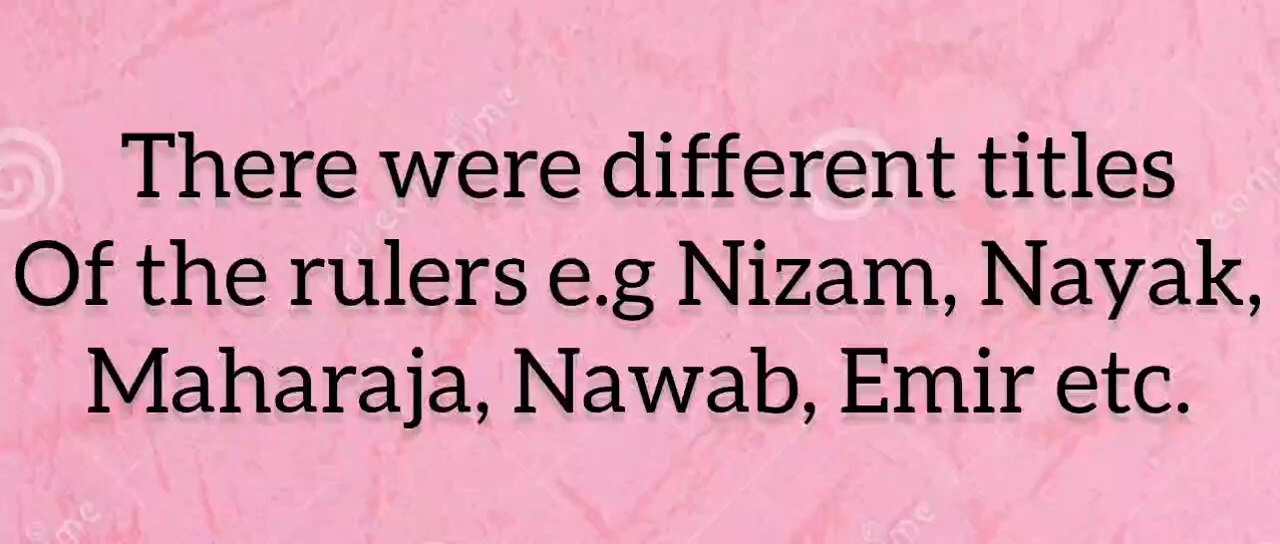 There were different titles
Of the rulers e.g Nizam, Nayak,
Maharaja, Nawab, Emir etc.